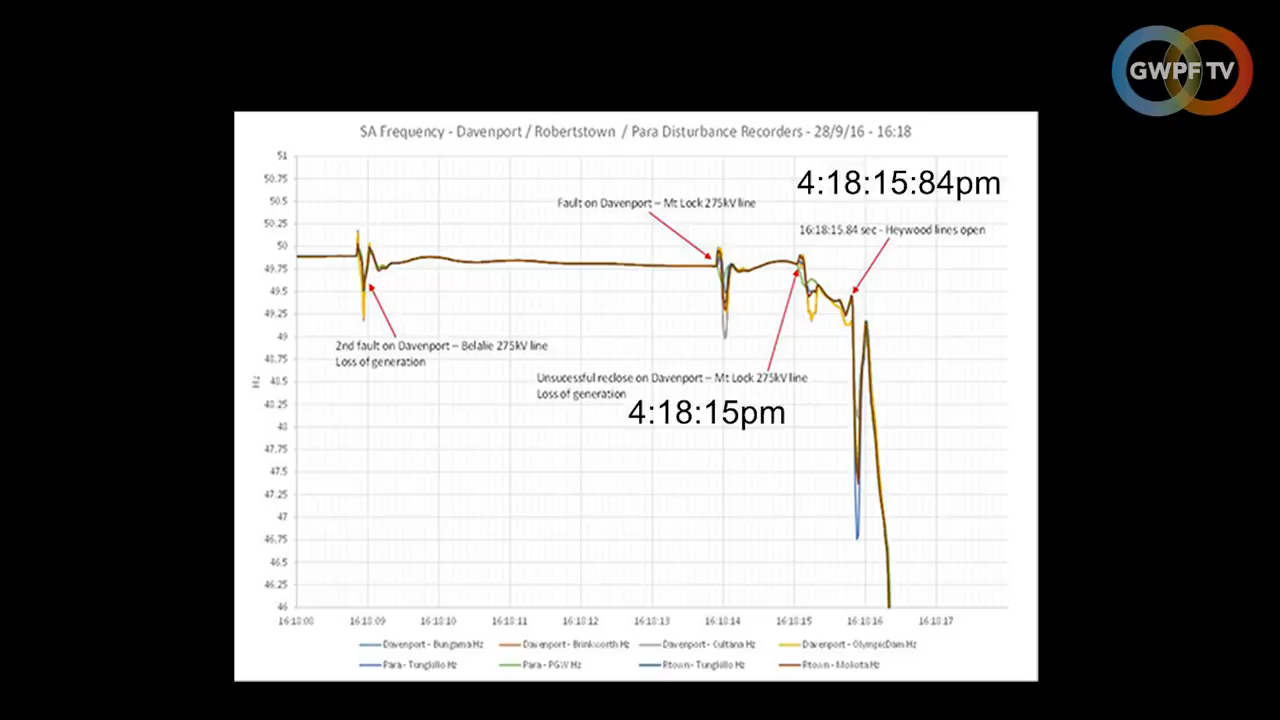 GWPF TV
SA Frequency - Davenport / Robertstown / Para Disturbance Recorders - 28/9/16 - 16:18
4:18:15:84pm
Fault on Davenport – Mt Lock 275kV line
16:18:15.84 sec - Heywood lines open
2nd fault on Davenport – Belalie 275kV line
Loss of generation
Unsucessful reclose on Davenport – Mt Lock 275kV line
Loss of generation
4:18:15pm
Hz
51
50.75
50.5
50.25
50
49.75
49.5
49.25
49
48.75
48.5
48.25
48
47.75
47.5
47.25
47
46.75
46.5
46.25
46
16:18:08 16:18:09 16:18:10 16:18:11 16:18:12 16:18:13 16:18:14 16:18:15 16:18:16 16:18:17
Davenport - Bungama Hz Davenport - Brinkworth Hz Davenport - Cultana Hz Davenport - OlympicDam Hz
Para - Tungkillo Hz Para - PGW Hz Rtown - Tungkillo Hz Rtown - Mokota Hz